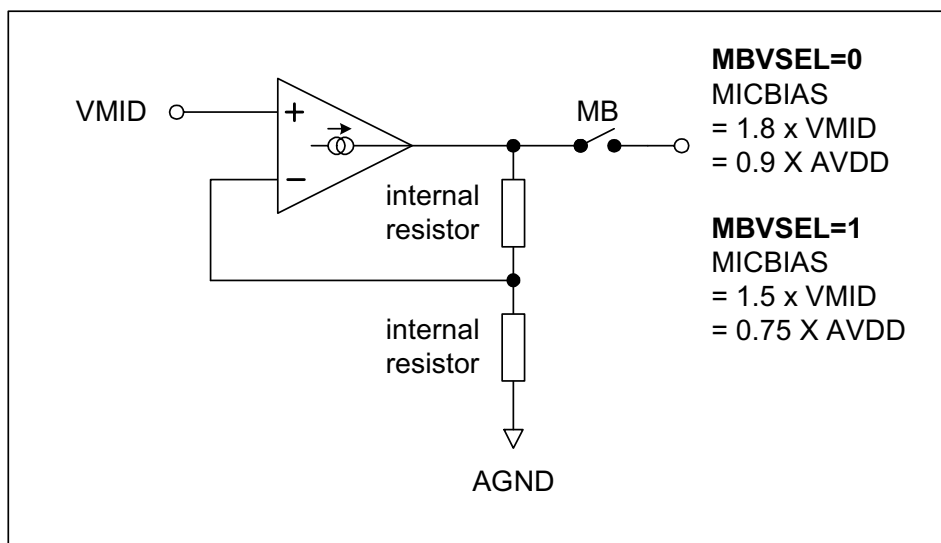 VMID
+
−
MB
internal
resistor
internal
resistor
AGND
MBVSEL=0
MICBIAS
= 1.8 x VMID
= 0.9 X AVDD
MBVSEL=1
MICBIAS
= 1.5 x VMID
= 0.75 X AVDD